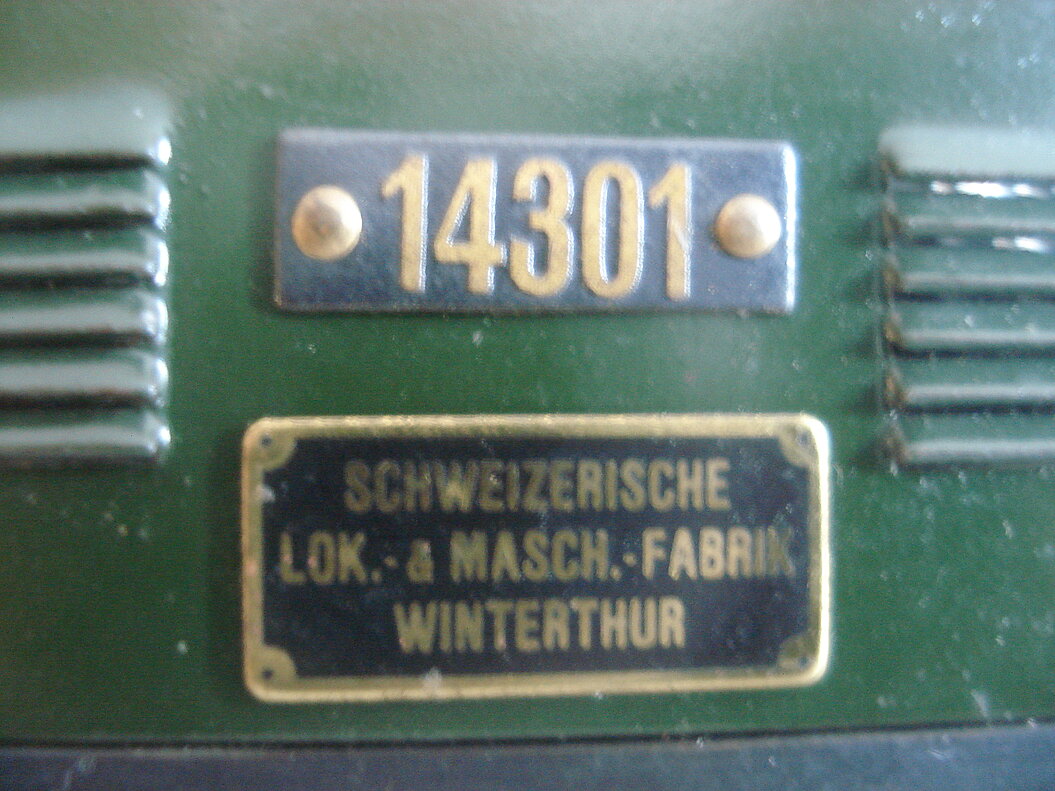 14301
SCHWEIZERISCHE
LOK.-& MASCH.-FABRIK
WINTERTHUR